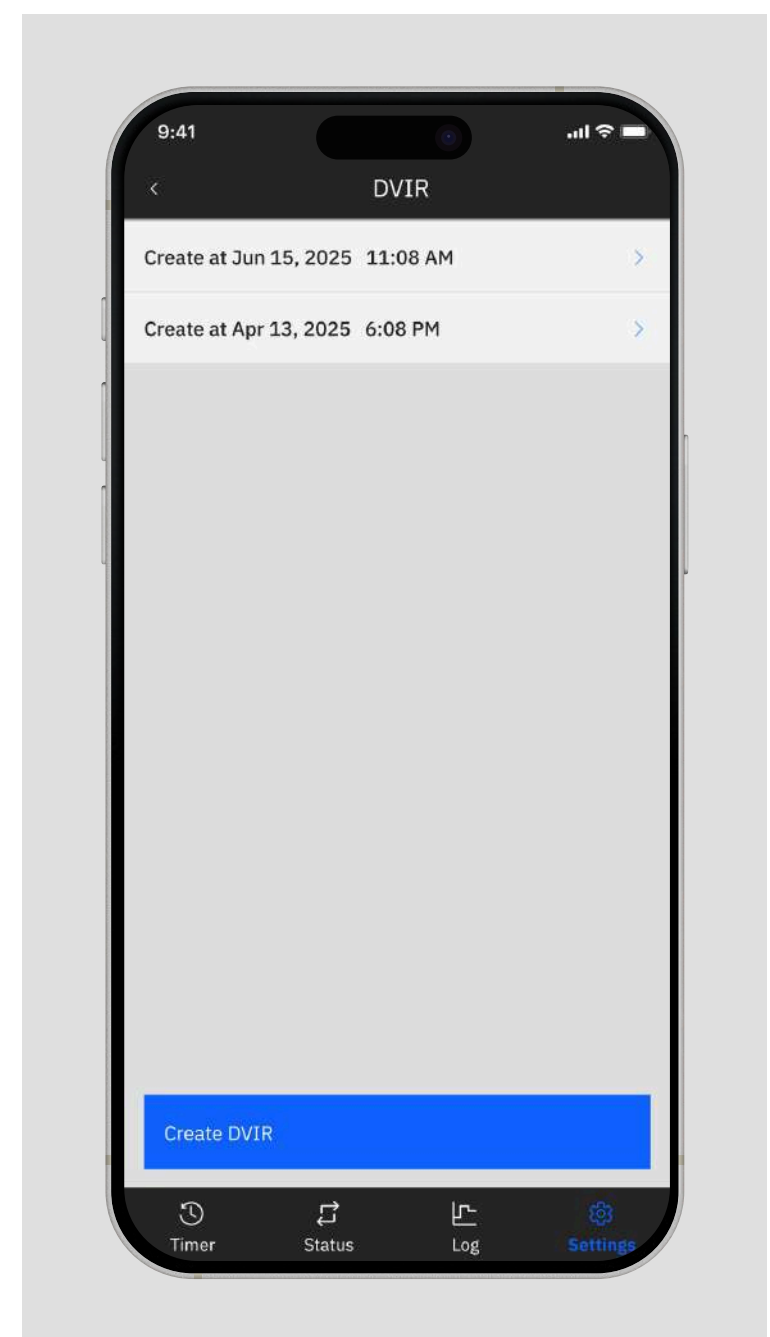 9:41
DVIR
Create at Jun 15, 2025 11:08 AM
Create at Apr 13, 2025 6:08 PM
Create DVIR
Timer Status Log Settings